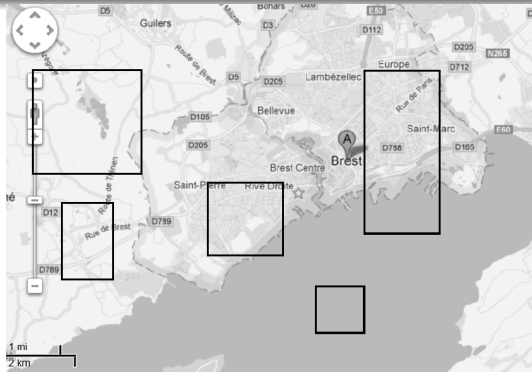 D5
Guilers
Bohars
D26
E50
D3
D112
Route de Brest
D205
N265
Europe
D712
D5
D205
Lambézellec
Rue de Paris
Bellevue
D105
Saint-Marc
E60
A
D205
D788
D165
Brest Centre
Brest
Saint-Pierre
Rive Droite
D12
D789
Rue de Brest
D789
1 mi
2 km